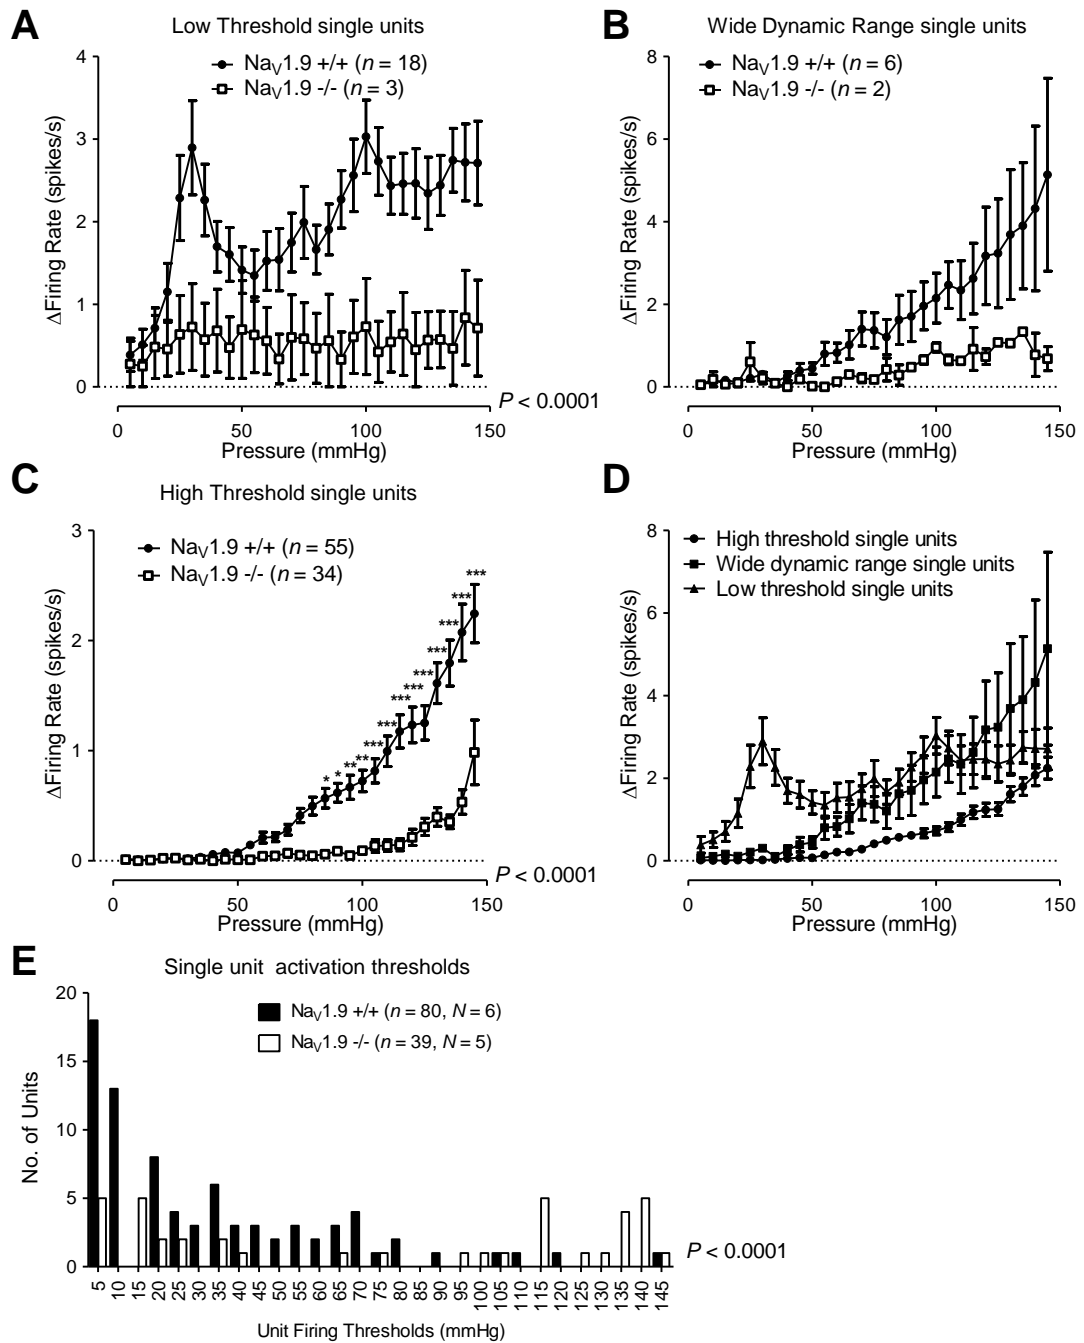 A
Low Threshold single units
NaV1.9 +/+ (n = 18)
NaV1.9 -/- (n = 3)
4
3
2
1
0
ΔFiring Rate (spikes/s)
0 50 100 150
Pressure (mmHg)
P < 0.0001
B
Wide Dynamic Range single units
NaV1.9 +/+ (n = 6)
NaV1.9 -/- (n = 2)
8
6
4
2
0
ΔFiring Rate (spikes/s)
0 50 100 150
Pressure (mmHg)
C
High Threshold single units
NaV1.9 +/+ (n = 55)
NaV1.9 -/- (n = 34)
3
2
1
0
ΔFiring Rate (spikes/s)
* * ** ** *** *** *** *** *** *** *** *** ***
0 50 100 150
Pressure (mmHg)
P < 0.0001
D
High threshold single units
Wide dynamic range single units
Low threshold single units
8
6
4
2
0
ΔFiring Rate (spikes/s)
0 50 100 150
Pressure (mmHg)
E
Single unit activation thresholds
NaV1.9 +/+ (n = 80, N = 6)
NaV1.9 -/- (n = 39, N = 5)
20
15
10
5
0
No. of Units
5 10 15 20 25 30 35 40 45 50 55 60 65 70 75 80 85 90 95 100 105 110 115 120 125 130 135 140 145
Unit Firing Thresholds (mmHg)
P < 0.0001